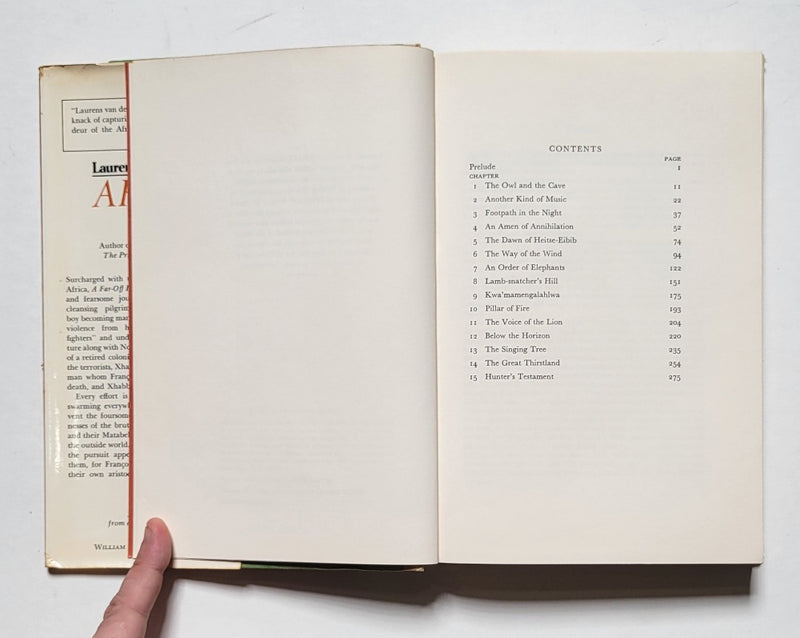 "Laurens van de
knack of capturi
deur of the Af
Lauren
A
Author
The Pr
Surcharged with
Africa, A Far-Off
and fearsome jou
cleansing pilgrim
boy becoming man
violence from h
fighters" and und
ture along with No
of a retired coloni
the terrorists, Xha
man whom Franç
death, and Xhabb
Every effort is
swarming everywh
vent the foursom
nesses of the brut
and their Matabel
the outside world.
the pursuit appe
them, for Franço
their own aristo
from
WILLIAM
CONTENTS
PAGE
Prelude 1
CHAPTER
1 The Owl and the Cave 11
2 Another Kind of Music 22
3 Footpath in the Night 37
4 An Amen of Annihilation 52
5 The Dawn of Heitse-Eibib 74
6 The Way of the Wind 94
7 An Order of Elephants 122
8 Lamb-snatcher's Hill 151
9 Kwa'mamengalahlwa 175
10 Pillar of Fire 193
11 The Voice of the Lion 204
12 Below the Horizon 220
13 The Singing Tree 235
14 The Great Thirstland 254
15 Hunter's Testament 275